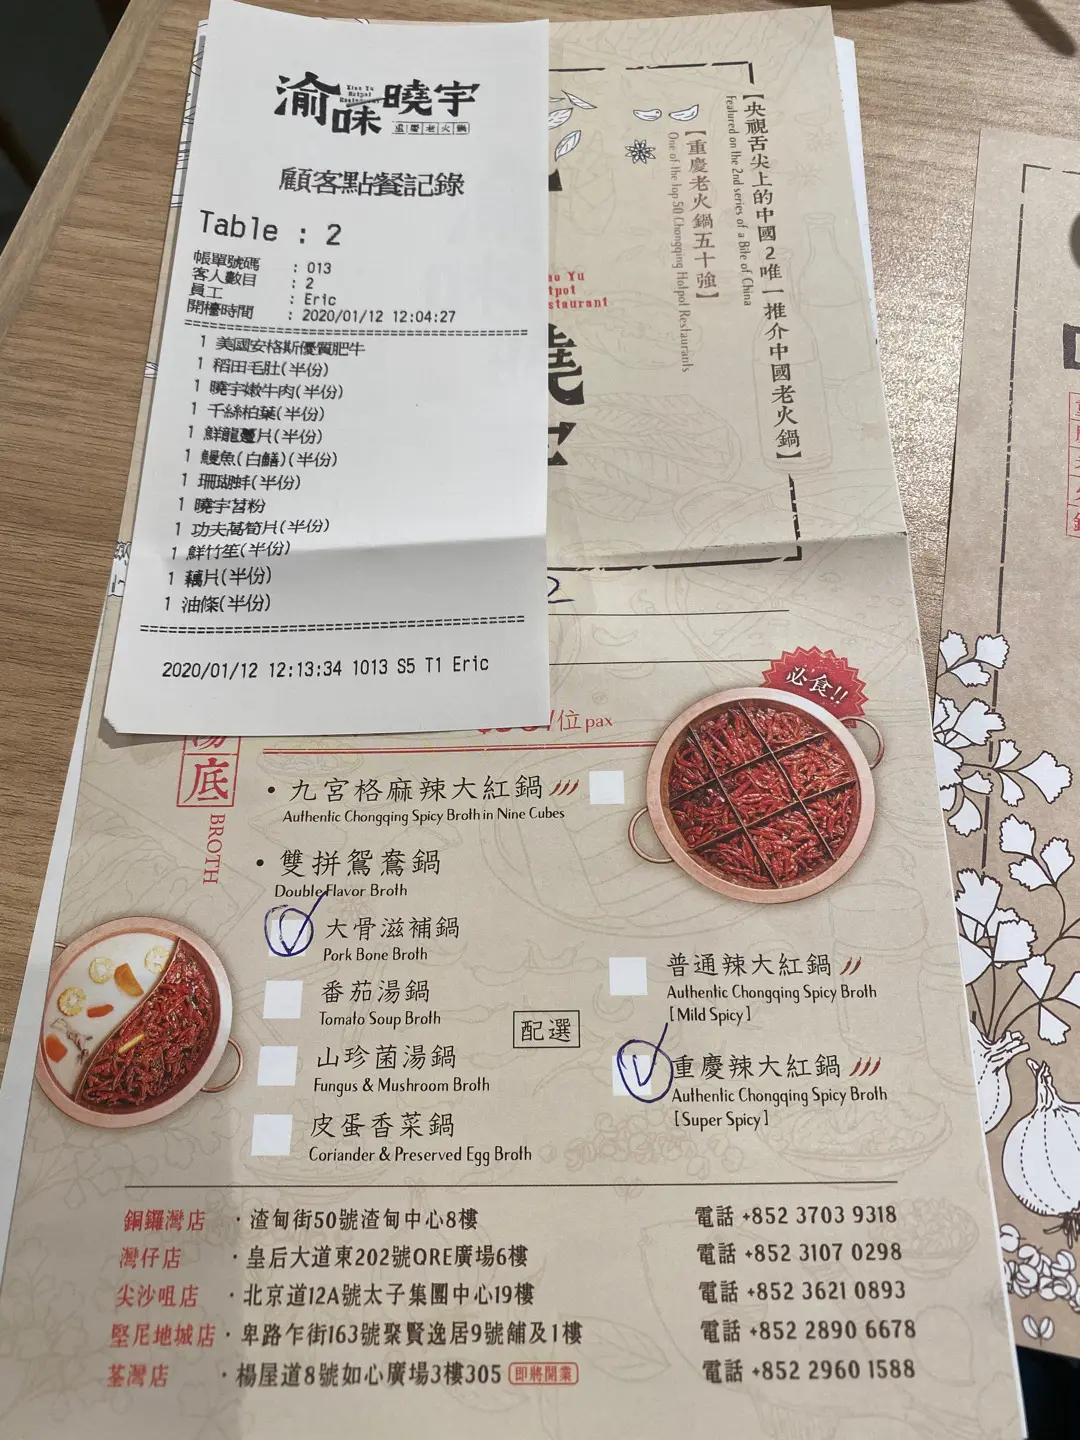 渝味曉宇
Xiao Yu
Hotpot
Restaurant
重慶老火鍋
顧客點餐記錄
Table : 2
帳單號碼 : 013
客人數目 : 2
員工 : Eric
開檯時間 : 2020/01/12 12:04:27
1 美國安格斯優質肥牛
1 稻田毛肚(半份)
1 曉宇嫩牛肉(半份)
1 千絲柏葉(半份)
1 鮮龍躉片(半份)
1 鰻魚(白鱔)(半份)
1 珊瑚蚌(半份)
1 曉宇苕粉
1 功夫萵筍片(半份)
1 鮮竹笙(半份)
1 藕片(半份)
1 油條(半份)
2020/01/12 12:13:34 1013 S5 T1 Eric
【央視舌尖上的中國2唯一推介中國老火鍋】
Featured on the 2nd series of a Bite of China
【重慶老火鍋五十強】
One of the top 50 Chongqing Hotpot Restaurants
ao Yu
tpot
staurant
曉
2
/位pax
必食!!
底
BROTH
• 九宮格麻辣大紅鍋
Authentic Chongqing Spicy Broth in Nine Cubes
• 雙拼鴛鴦鍋
Double Flavor Broth
大骨滋補鍋
Pork Bone Broth
番茄湯鍋
Tomato Soup Broth
山珍菌湯鍋
Fungus & Mushroom Broth
皮蛋香菜鍋
Coriander & Preserved Egg Broth
配選
普通辣大紅鍋
Authentic Chongqing Spicy Broth
[Mild Spicy]
重慶辣大紅鍋
Authentic Chongqing Spicy Broth
[Super Spicy]
銅鑼灣店 · 渣甸街50號渣甸中心8樓 電話 +852 3703 9318
灣仔店 · 皇后大道東202號QRE廣場6樓 電話 +852 3107 0298
尖沙咀店 · 北京道12A號太子集團中心19樓 電話 +852 3621 0893
堅尼地城店 · 卑路乍街163號聚賢逸居9號舖及1樓 電話 +852 2890 6678
荃灣店 · 楊屋道8號如心廣場3樓305 即將開業 電話 +852 2960 1588